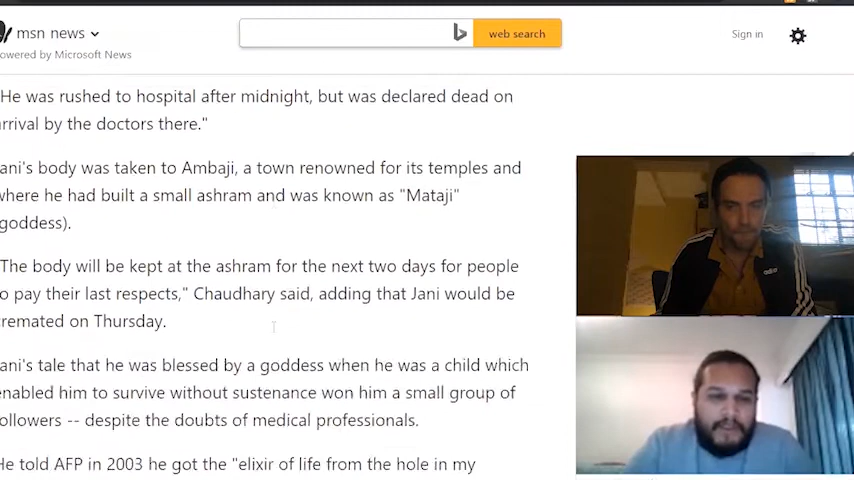 msn news
owered by Microsoft News
web search
Sign in
"He was rushed to hospital after midnight, but was declared dead on
rrival by the doctors there."
ani's body was taken to Ambaji, a town renowned for its temples and
where he had built a small ashram and was known as "Mataji"
goddess).
The body will be kept at the ashram for the next two days for people
o pay their last respects," Chaudhary said, adding that Jani would be
remated on Thursday.
ani's tale that he was blessed by a goddess when he was a child which
enabled him to survive without sustenance won him a small group of
ollowers -- despite the doubts of medical professionals.
He told AFP in 2003 he got the "elixir of life from the hole in my
adidas